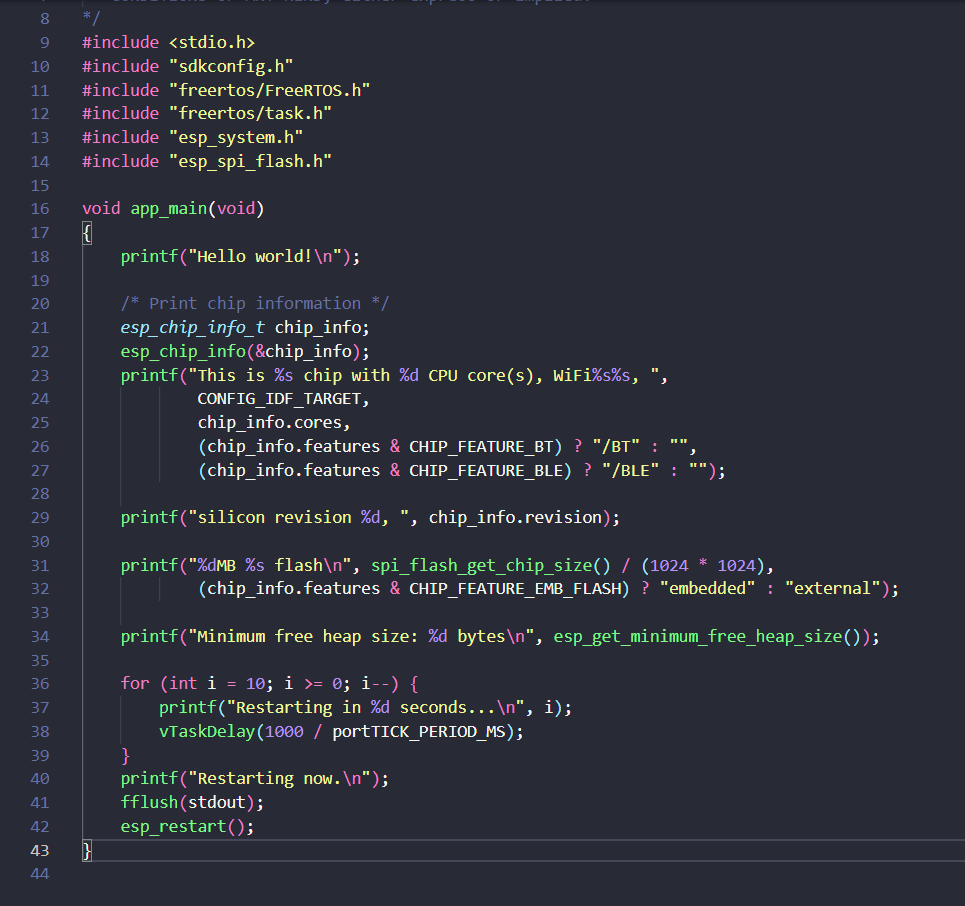 8 */
9 #include <stdio.h>
10 #include "sdkconfig.h"
11 #include "freertos/FreeRTOS.h"
12 #include "freertos/task.h"
13 #include "esp_system.h"
14 #include "esp_spi_flash.h"
15
16 void app_main(void)
17 {
18     printf("Hello world!\n");
19
20     /* Print chip information */
21     esp_chip_info_t chip_info;
22     esp_chip_info(&chip_info);
23     printf("This is %s chip with %d CPU core(s), WiFi%s%s, ",
24             CONFIG_IDF_TARGET,
25             chip_info.cores,
26             (chip_info.features & CHIP_FEATURE_BT) ? "/BT" : "",
27             (chip_info.features & CHIP_FEATURE_BLE) ? "/BLE" : "");
28
29     printf("silicon revision %d, ", chip_info.revision);
30
31     printf("%dMB %s flash\n", spi_flash_get_chip_size() / (1024 * 1024),
32             (chip_info.features & CHIP_FEATURE_EMB_FLASH) ? "embedded" : "external");
33
34     printf("Minimum free heap size: %d bytes\n", esp_get_minimum_free_heap_size());
35
36     for (int i = 10; i >= 0; i--) {
37         printf("Restarting in %d seconds...\n", i);
38         vTaskDelay(1000 / portTICK_PERIOD_MS);
39     }
40     printf("Restarting now.\n");
41     fflush(stdout);
42     esp_restart();
43 }
44